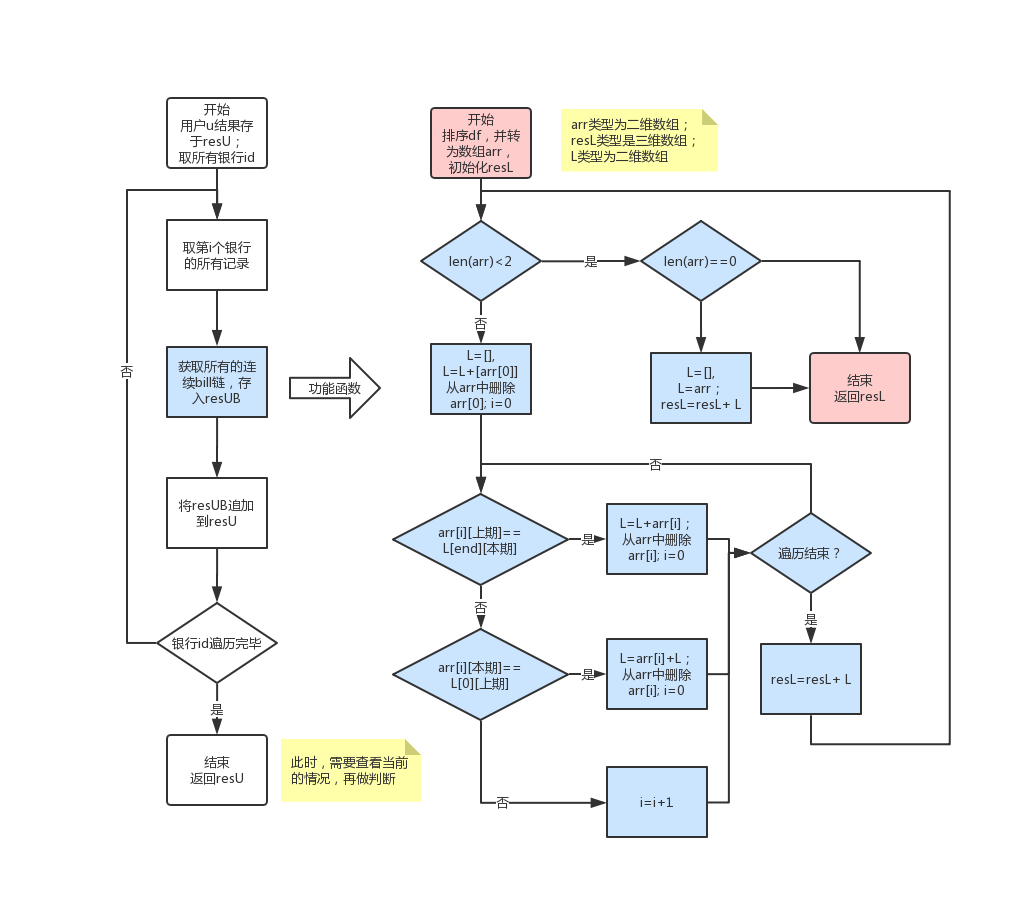 开始
用户u结果存
于resU；
取所有银行id
取第i个银行
的所有记录
否
获取所有的连
续bill链，存
入resUB
将resUB追加
到resU
银行id遍历完毕
是
结束
返回resU
此时，需要查看当前
的情况，再做判断
功能函数
开始
排序df，并转
为数组arr，
初始化resL
arr类型为二维数组；
resL类型是三维数组；
L类型为二维数组
len(arr)<2
是
len(arr)==0
否
L=[],
L=L+[arr[0]]
从arr中删除
arr[0]; i=0
L=[],
L=arr；
resL=resL+ L
结束
返回resL
否
arr[i][上期]==
L[end][本期]
是
L=L+arr[i]；
从arr中删除
arr[i]; i=0
遍历结束？
否
是
arr[i][本期]==
L[0][上期]
是
L=arr[i]+L；
从arr中删除
arr[i]; i=0
resL=resL+ L
否
i=i+1